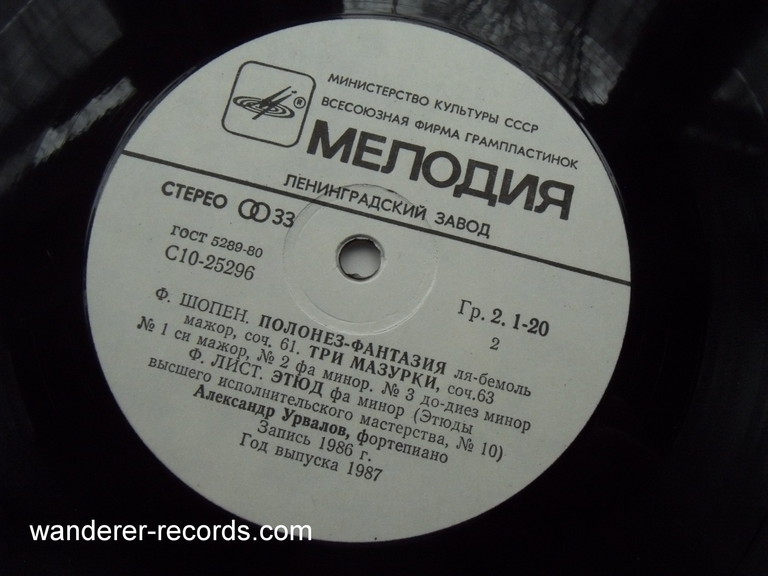 МИНИСТЕРСТВО КУЛЬТУРЫ СССР
ВСЕСОЮЗНАЯ ФИРМА ГРАМПЛАСТИНОК
®
МЕЛОДИЯ
ЛЕНИНГРАДСКИЙ ЗАВОД
СТЕРЕО 33
ГОСТ 5289-80
С10-25296
Гр. 2. 1-20
2
Ф. ШОПЕН. ПОЛОНЕЗ-ФАНТАЗИЯ ля-бемоль
мажор, соч. 61. ТРИ МАЗУРКИ, соч.63
№ 1 си мажор, № 2 фа минор. № 3 до-диез минор
Ф. ЛИСТ. ЭТЮД фа минор (Этюды
высшего исполнительского мастерства, № 10)
Александр Урвалов, фортепиано
Запись 1986 г.
Год выпуска 1987
wanderer-records.com